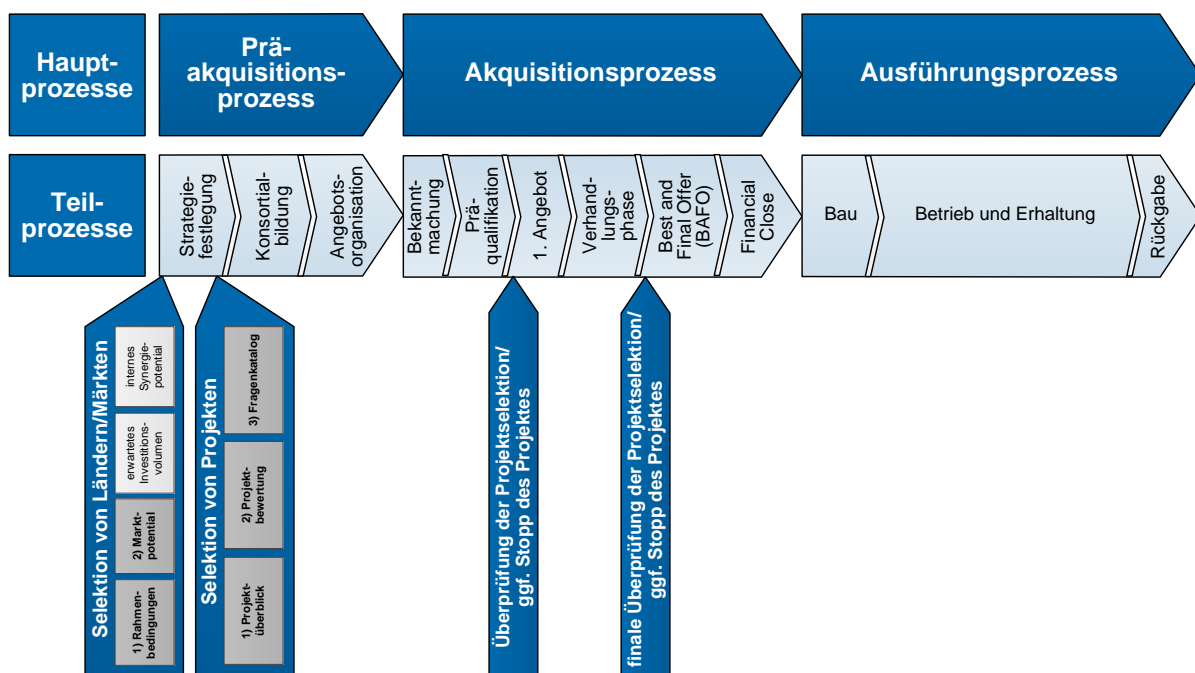 Haupt-
prozesse
Prä-
akquisitions-
prozess
Akquisitionsprozess
Ausführungsprozess
Teil-
prozesse
Strategie-
festlegung
Konsortial-
bildung
Angebots-
organisation
Bekannt-
machung
Prä-
qualifikation
1. Angebot
Verhand-
lungs-
phase
Best and
Final Offer
(BAFO)
Financial
Close
Bau
Betrieb und Erhaltung
Rückgabe
Selektion von Ländern/Märkten
1) Rahmen-
bedingungen
2) Markt-
potential
erwartetes
Investitions-
volumen
internes
Synergie-
potential
Selektion von Projekten
1) Projekt-
überblick
2) Projekt-
bewertung
3) Fragenkatalog
Überprüfung der Projektselektion/
ggf. Stopp des Projektes
finale Überprüfung der Projektselektion/
ggf. Stopp des Projektes